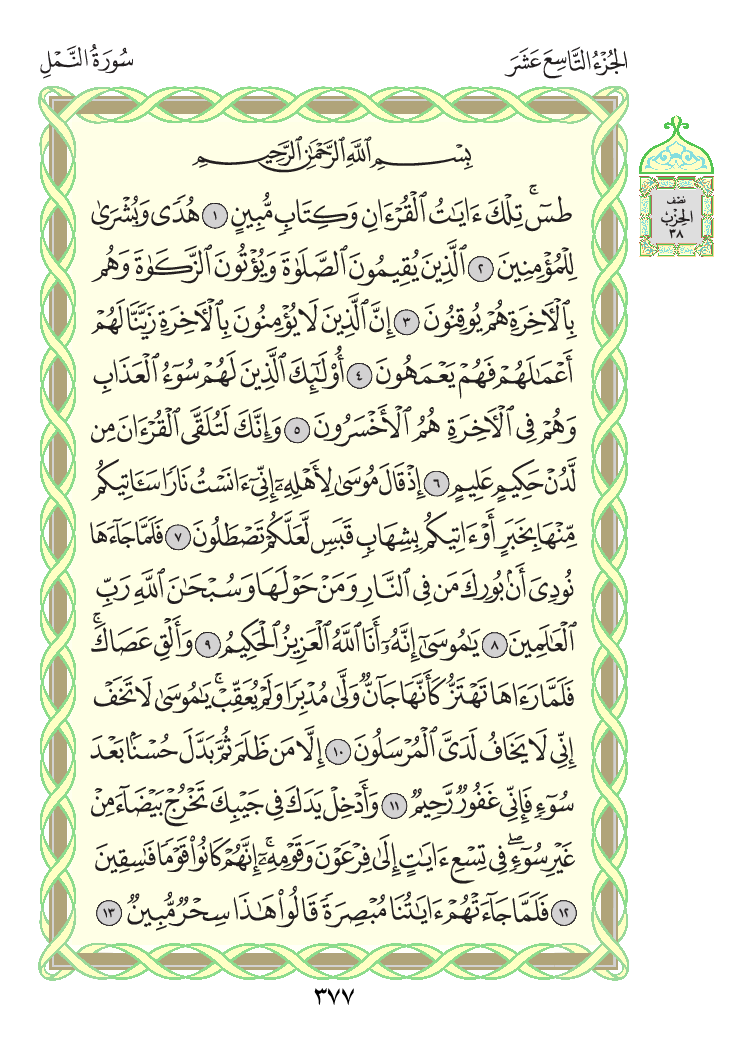 الجُزْءُ التَّاسِعَ عَشَرَ
سُورَةُ النَّمْلِ
نصف
الحِزْب
٣٨
بِسْمِ ٱللَّهِ ٱلرَّحْمَٰنِ ٱلرَّحِيمِ
طسٓۚ تِلْكَ ءَايَٰتُ ٱلْقُرْءَانِ وَكِتَابٍ مُّبِينٍ ١ هُدًى وَبُشْرَىٰ
لِلْمُؤْمِنِينَ ٢ ٱلَّذِينَ يُقِيمُونَ ٱلصَّلَوٰةَ وَيُؤْتُونَ ٱلزَّكَوٰةَ وَهُم
بِٱلْأٓخِرَةِ هُمْ يُوقِنُونَ ٣ إِنَّ ٱلَّذِينَ لَا يُؤْمِنُونَ بِٱلْأٓخِرَةِ زَيَّنَّا لَهُمْ
أَعْمَٰلَهُمْ فَهُمْ يَعْمَهُونَ ٤ أُو۟لَٰٓئِكَ ٱلَّذِينَ لَهُمْ سُوٓءُ ٱلْعَذَابِ
وَهُمْ فِى ٱلْأٓخِرَةِ هُمُ ٱلْأَخْسَرُونَ ٥ وَإِنَّكَ لَتُلَقَّى ٱلْقُرْءَانَ مِن
لَّدُنْ حَكِيمٍ عَلِيمٍ ٦ إِذْ قَالَ مُوسَىٰ لِأَهْلِهِۦٓ إِنِّىٓ ءَانَسْتُ نَارًا سَـَٔاتِيكُم
مِّنْهَا بِخَبَرٍ أَوْ ءَاتِيكُم بِشِهَابٍ قَبَسٍ لَّعَلَّكُمْ تَصْطَلُونَ ٧ فَلَمَّا جَآءَهَا
نُودِىَ أَنۢ بُورِكَ مَن فِى ٱلنَّارِ وَمَنْ حَوْلَهَا وَسُبْحَٰنَ ٱللَّهِ رَبِّ
ٱلْعَٰلَمِينَ ٨ يَٰمُوسَىٰٓ إِنَّهُۥٓ أَنَا ٱللَّهُ ٱلْعَزِيزُ ٱلْحَكِيمُ ٩ وَأَلْقِ عَصَاكَۚ
فَلَمَّا رَءَاهَا تَهْتَزُّ كَأَنَّهَا جَآنٌّ وَلَّىٰ مُدْبِرًا وَلَمْ يُعَقِّبْۚ يَٰمُوسَىٰ لَا تَخَفْ
إِنِّى لَا يَخَافُ لَدَىَّ ٱلْمُرْسَلُونَ ١٠ إِلَّا مَن ظَلَمَ ثُمَّ بَدَّلَ حُسْنًۢا بَعْدَ
سُوٓءٍ فَإِنِّى غَفُورٌ رَّحِيمٌ ١١ وَأَدْخِلْ يَدَكَ فِى جَيْبِكَ تَخْرُجْ بَيْضَآءَ مِنْ
غَيْرِ سُوٓءٍۖ فِى تِسْعِ ءَايَٰتٍ إِلَىٰ فِرْعَوْنَ وَقَوْمِهِۦٓۚ إِنَّهُمْ كَانُوا۟ قَوْمًا فَٰسِقِينَ
١٢ فَلَمَّا جَآءَتْهُمْ ءَايَٰتُنَا مُبْصِرَةً قَالُوا۟ هَٰذَا سِحْرٌ مُّبِينٌ ١٣
٣٧٧